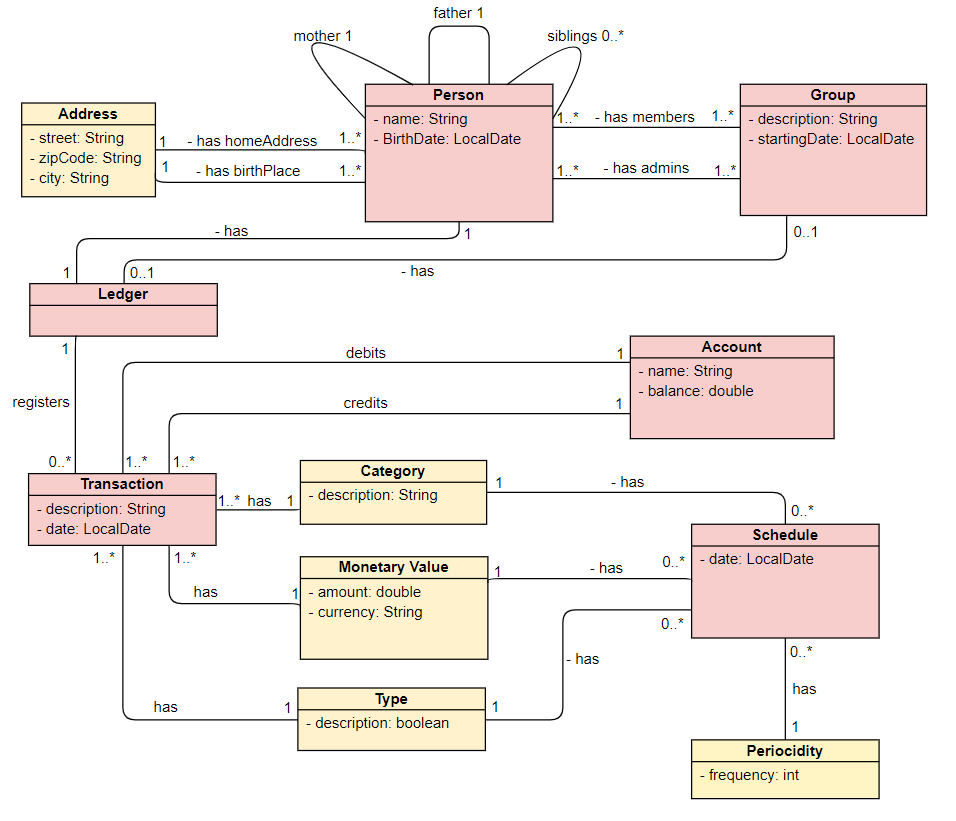 father 1
mother 1
siblings 0..*
Person
- name: String
- BirthDate: LocalDate
Group
- description: String
- startingDate: LocalDate
Address
- street: String
- zipCode: String
- city: String
1
- has homeAddress
1..*
1
- has birthPlace
1..*
1..*
- has members
1..*
1..*
- has admins
1..*
- has
1
0..1
1
0..1
- has
Ledger
1
registers
0..*
debits
1
1..*
credits
1
1..*
Account
- name: String
- balance: double
Transaction
- description: String
- date: LocalDate
1..* has 1
Category
- description: String
1
- has
0..*
Schedule
- date: LocalDate
1..*
1..*
has
1
Monetary Value
- amount: double
- currency: String
1
- has
0..*
0..*
- has
has
1
Type
- description: boolean
1
0..*
has
1
Periocidity
- frequency: int